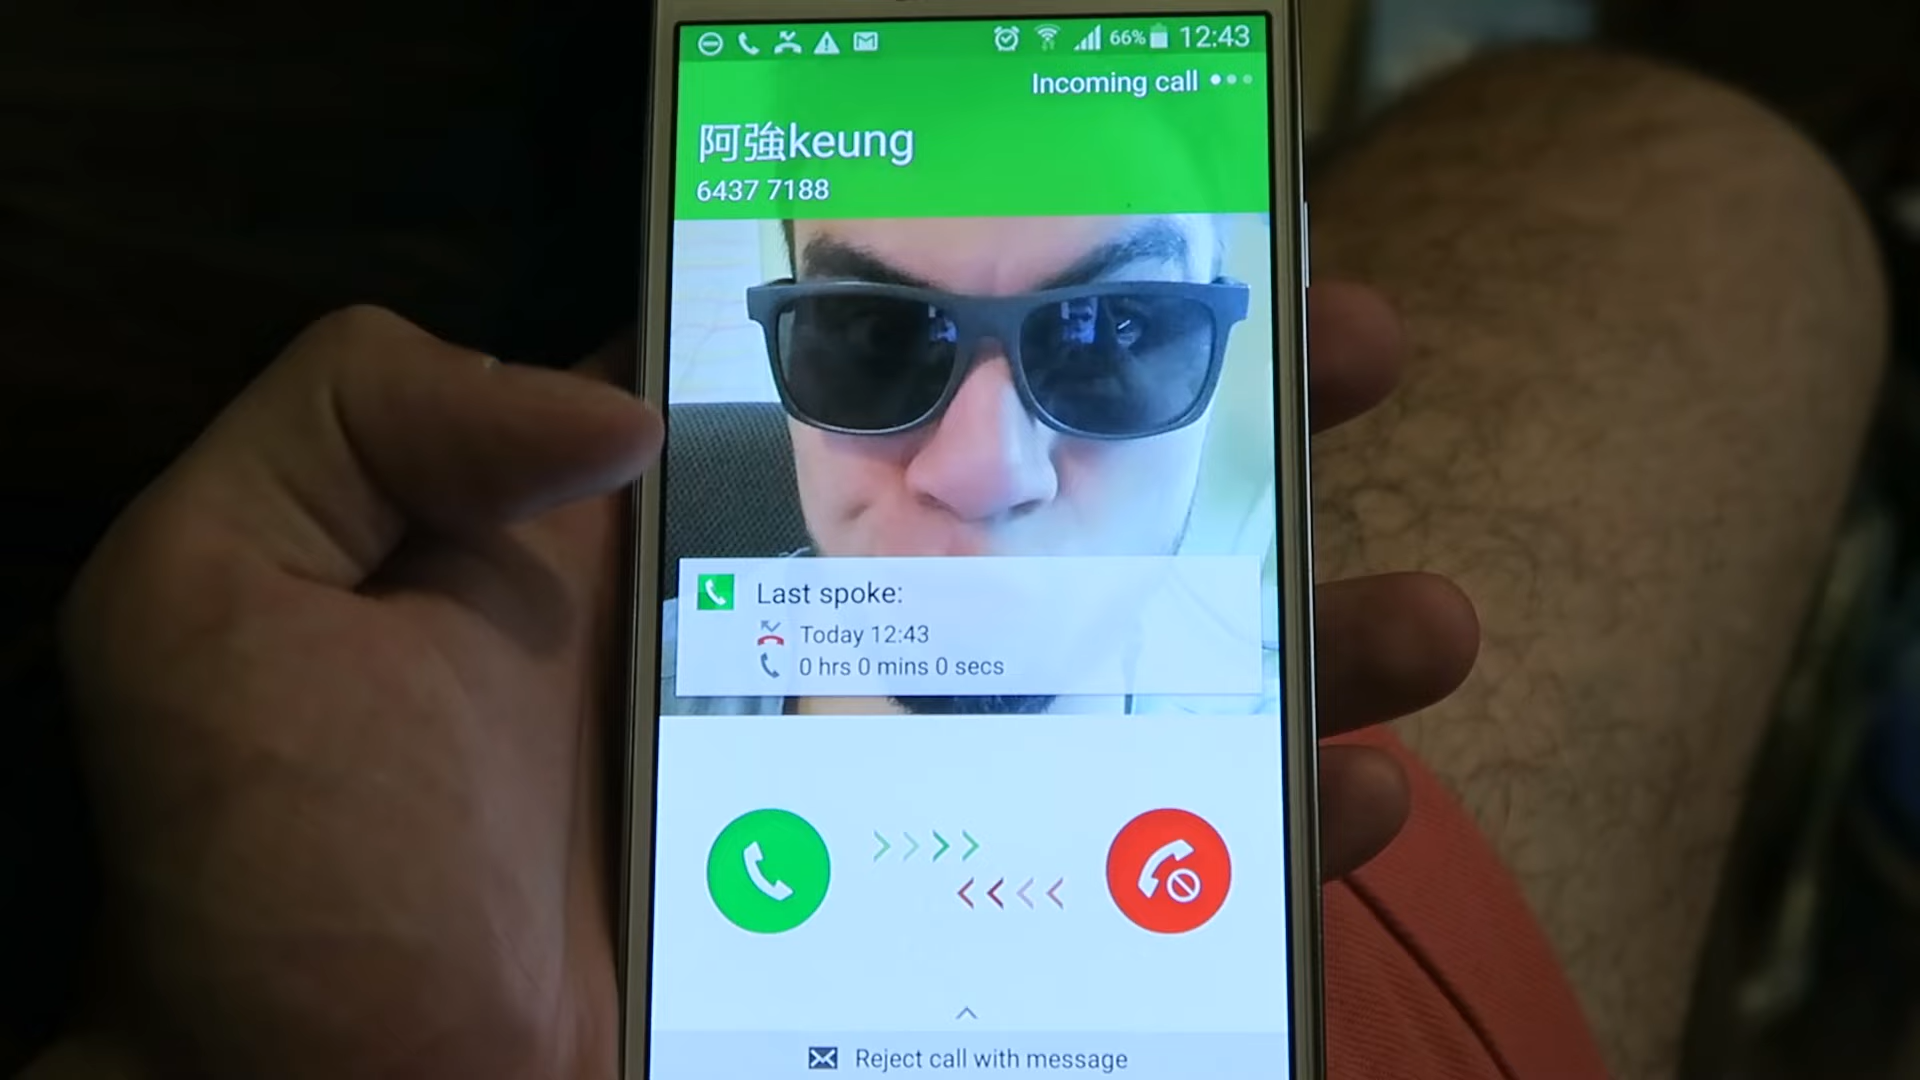 66% 12:43
Incoming call
阿強keung
6437 7188
Last spoke:
Today 12:43
0 hrs 0 mins 0 secs
Reject call with message